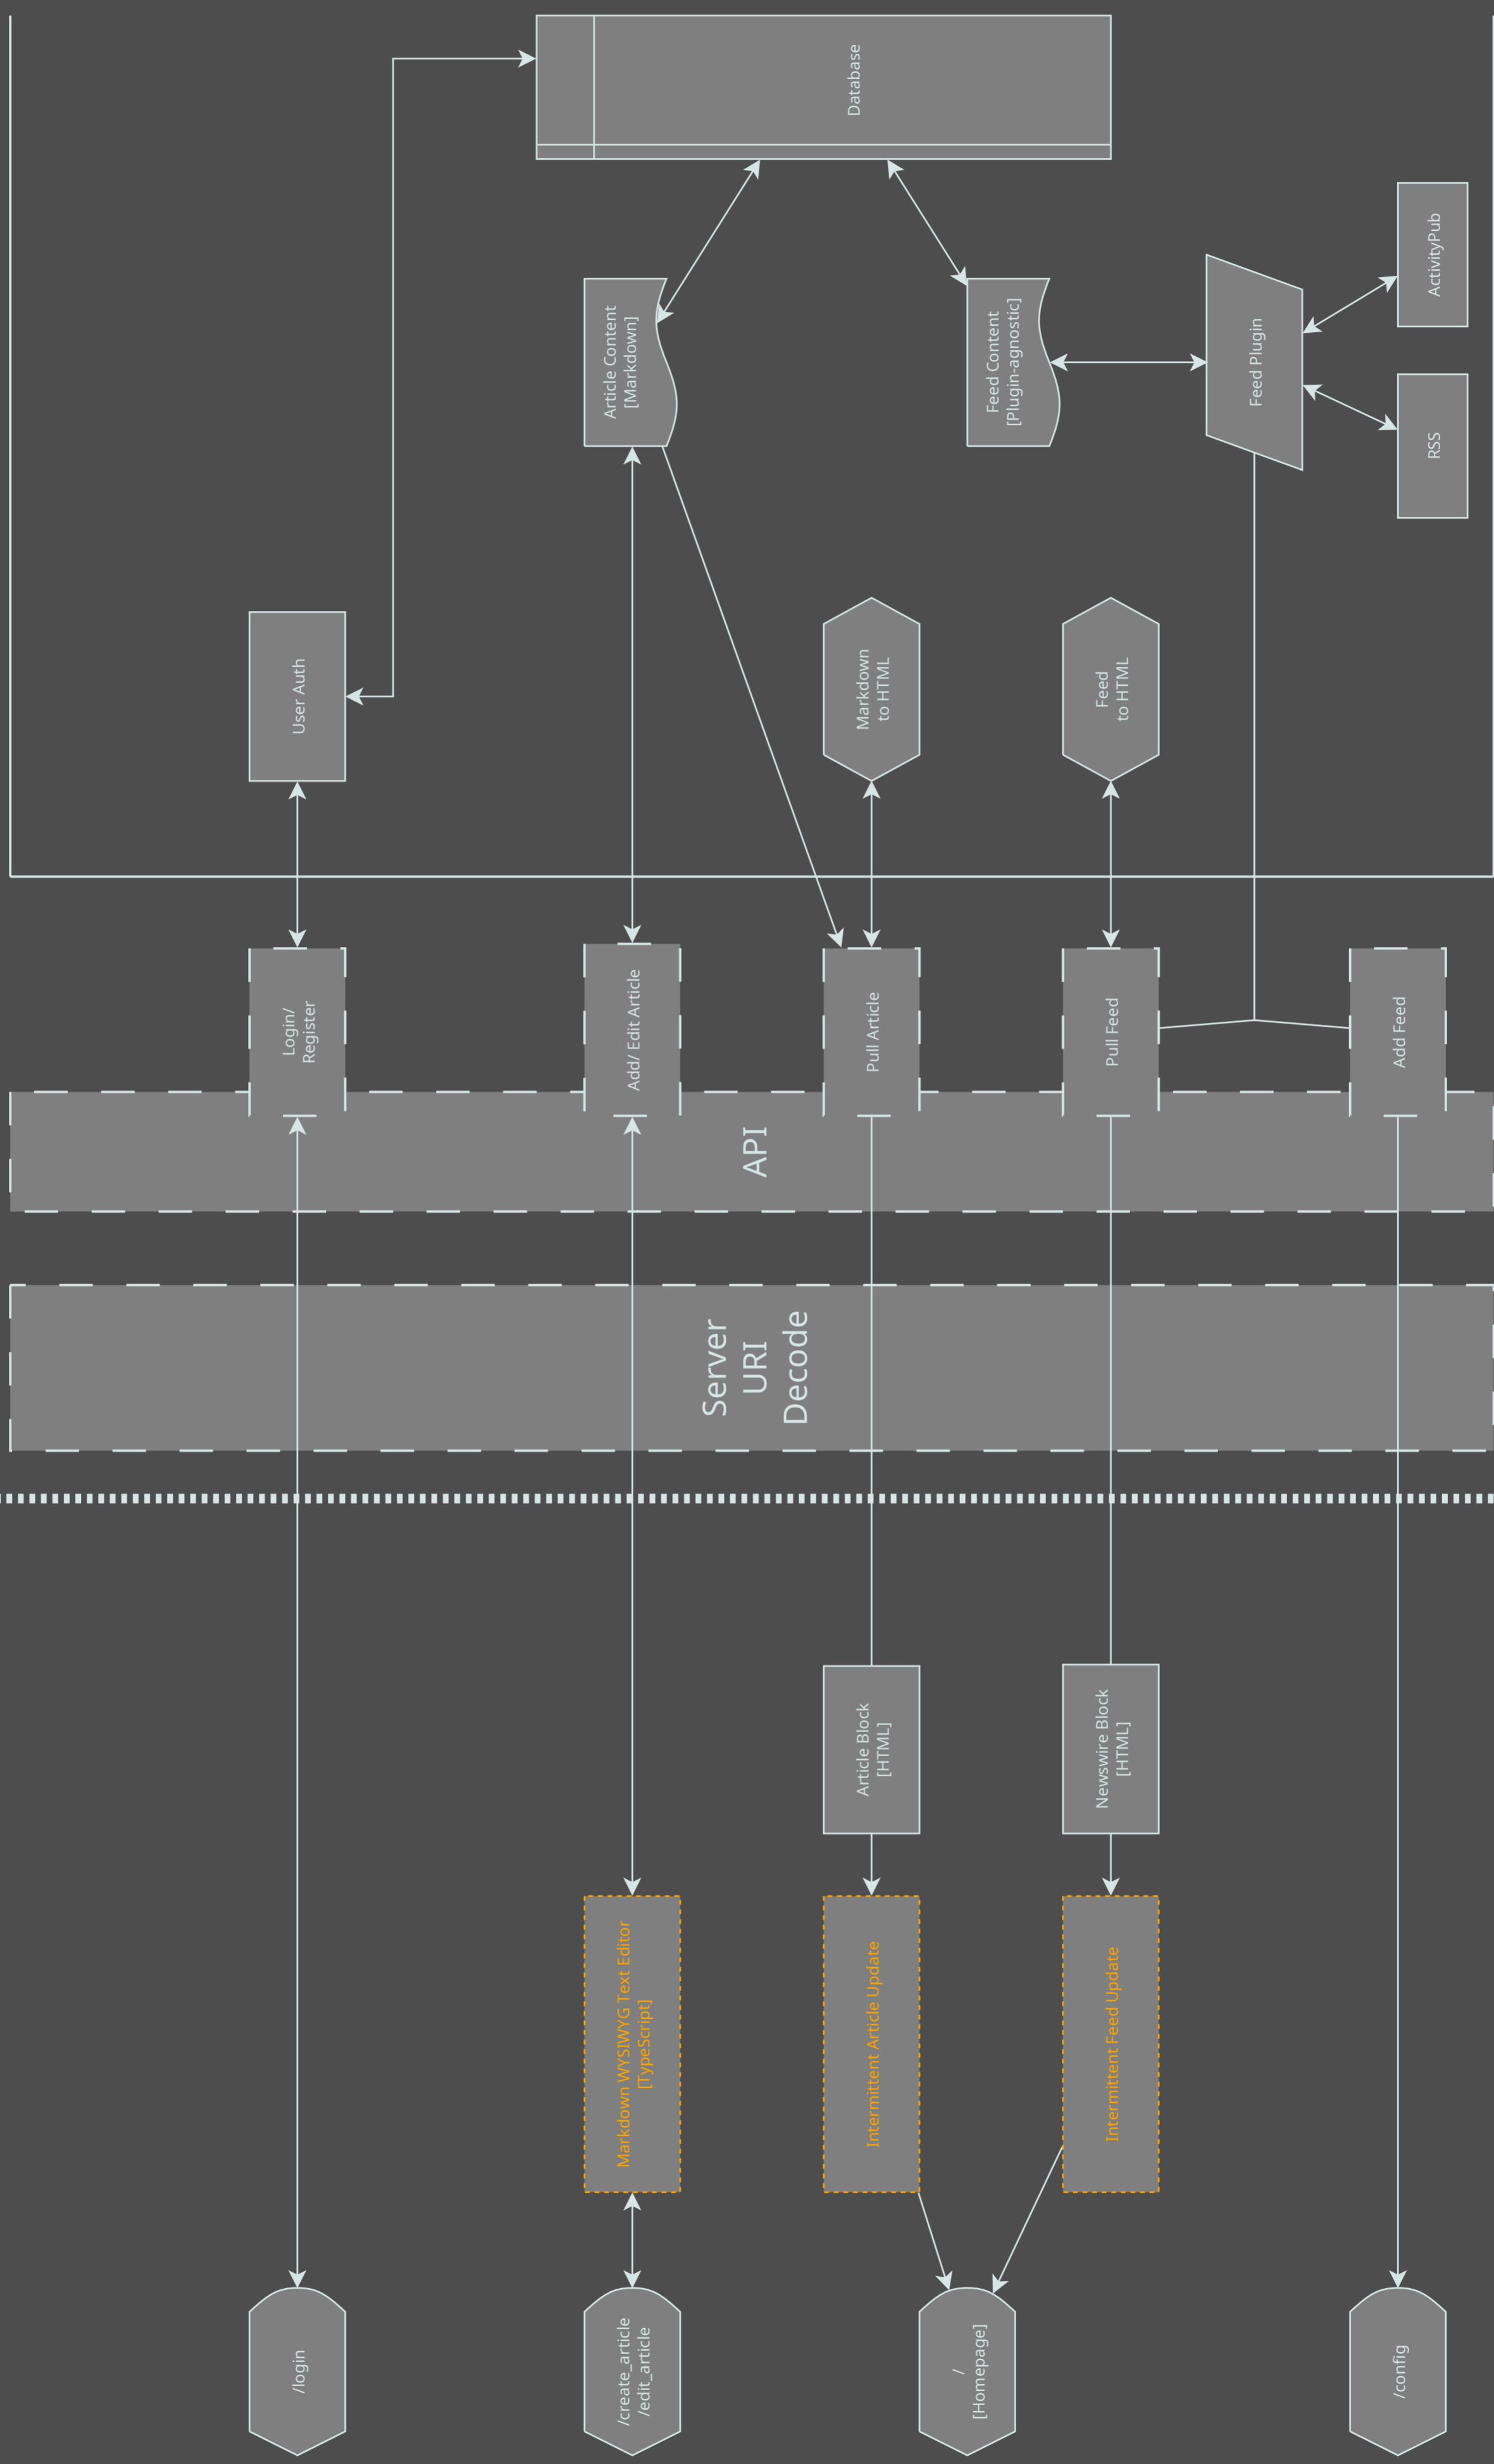 /login
Login/
Register
User Auth
/create_article
/edit_article
Markdown WYSIWYG Text Editor
[TypeScript]
Add/ Edit Article
Article Content
[Markdown]
Server
URI
Decode
API
Database
Intermittent Article Update
Article Block
[HTML]
Pull Article
Markdown
to HTML
/
[Homepage]
Feed Content
[Plugin-agnostic]
Intermittent Feed Update
Newswire Block
[HTML]
Pull Feed
Feed
to HTML
Feed Plugin
/config
Add Feed
RSS
ActivityPub